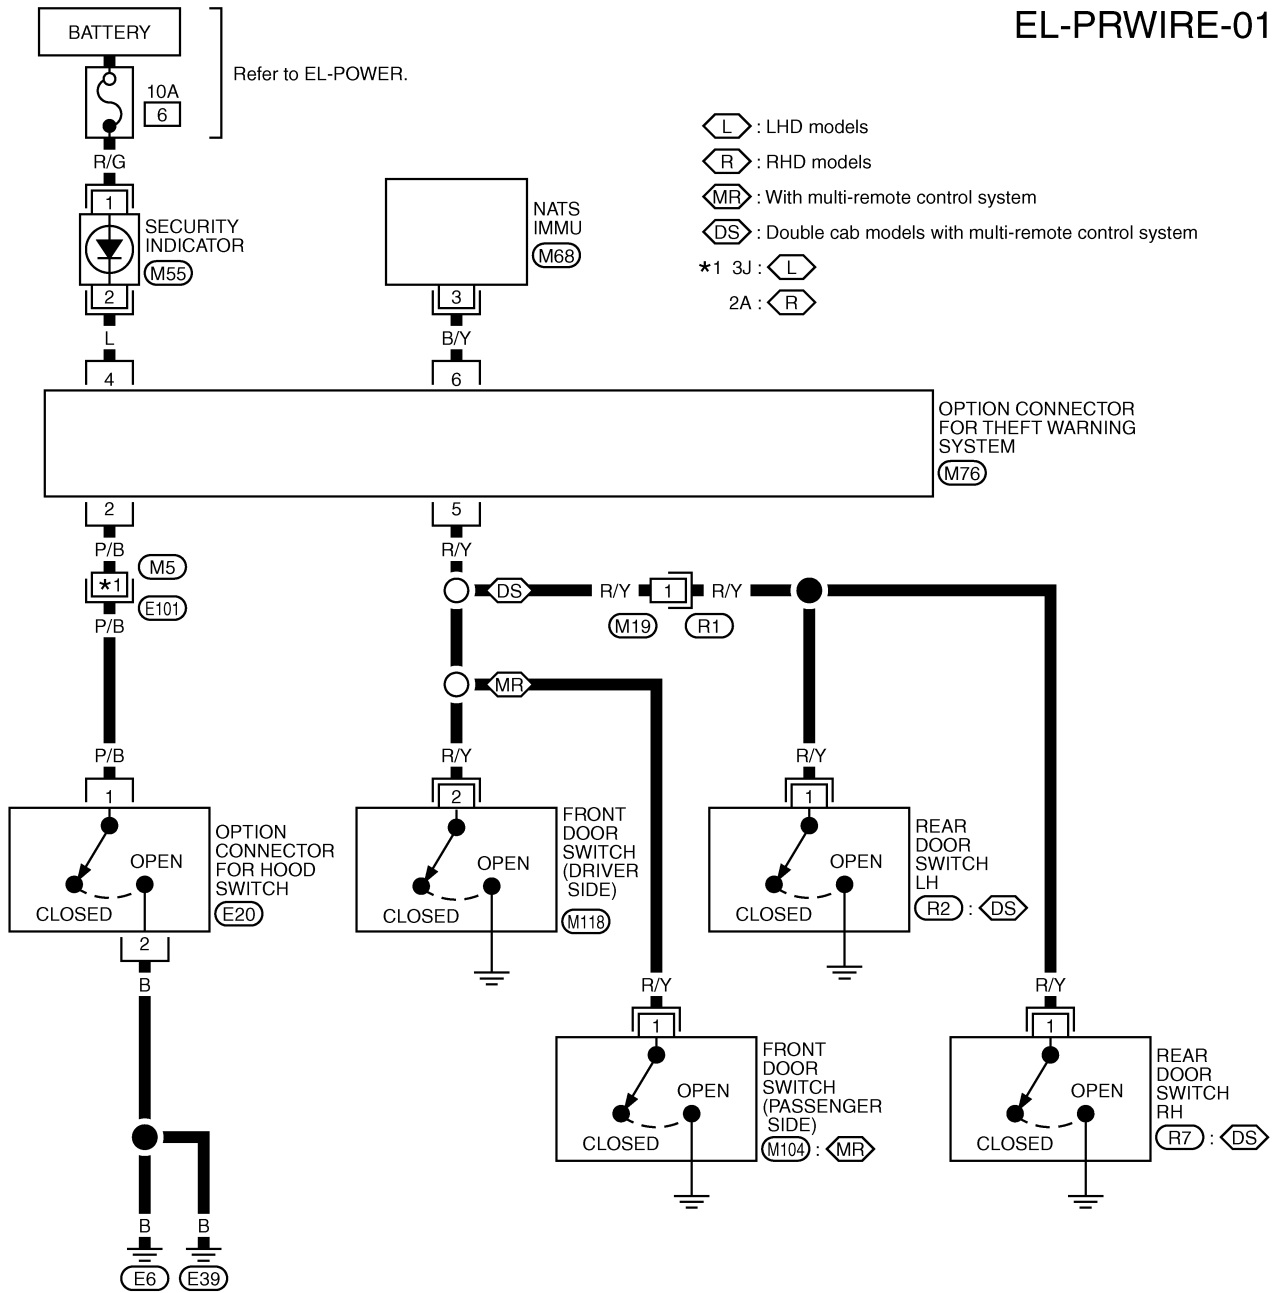 EL-PRWIRE-01
BATTERY
Refer to EL-POWER.
10A
6
R/G
1
SECURITY
INDICATOR
M55
2
L
4
NATS
IMMU
M68
3
B/Y
6
L : LHD models
R : RHD models
MR : With multi-remote control system
DS : Double cab models with multi-remote control system
*1 3J : L
2A : R
OPTION CONNECTOR
FOR THEFT WARNING
SYSTEM
M76
2
5
P/B
R/Y
M5
*1
E101
P/B
DS
R/Y
1
R/Y
M19
R1
MR
P/B
R/Y
R/Y
1
OPEN
CLOSED
OPTION
CONNECTOR
FOR HOOD
SWITCH
E20
2
B
2
OPEN
CLOSED
FRONT
DOOR
SWITCH
(DRIVER
SIDE)
M118
1
OPEN
CLOSED
REAR
DOOR
SWITCH
LH
R2 : DS
R/Y
R/Y
1
OPEN
CLOSED
FRONT
DOOR
SWITCH
(PASSENGER
SIDE)
M104 : MR
1
OPEN
CLOSED
REAR
DOOR
SWITCH
RH
R7 : DS
B
B
E6
E39